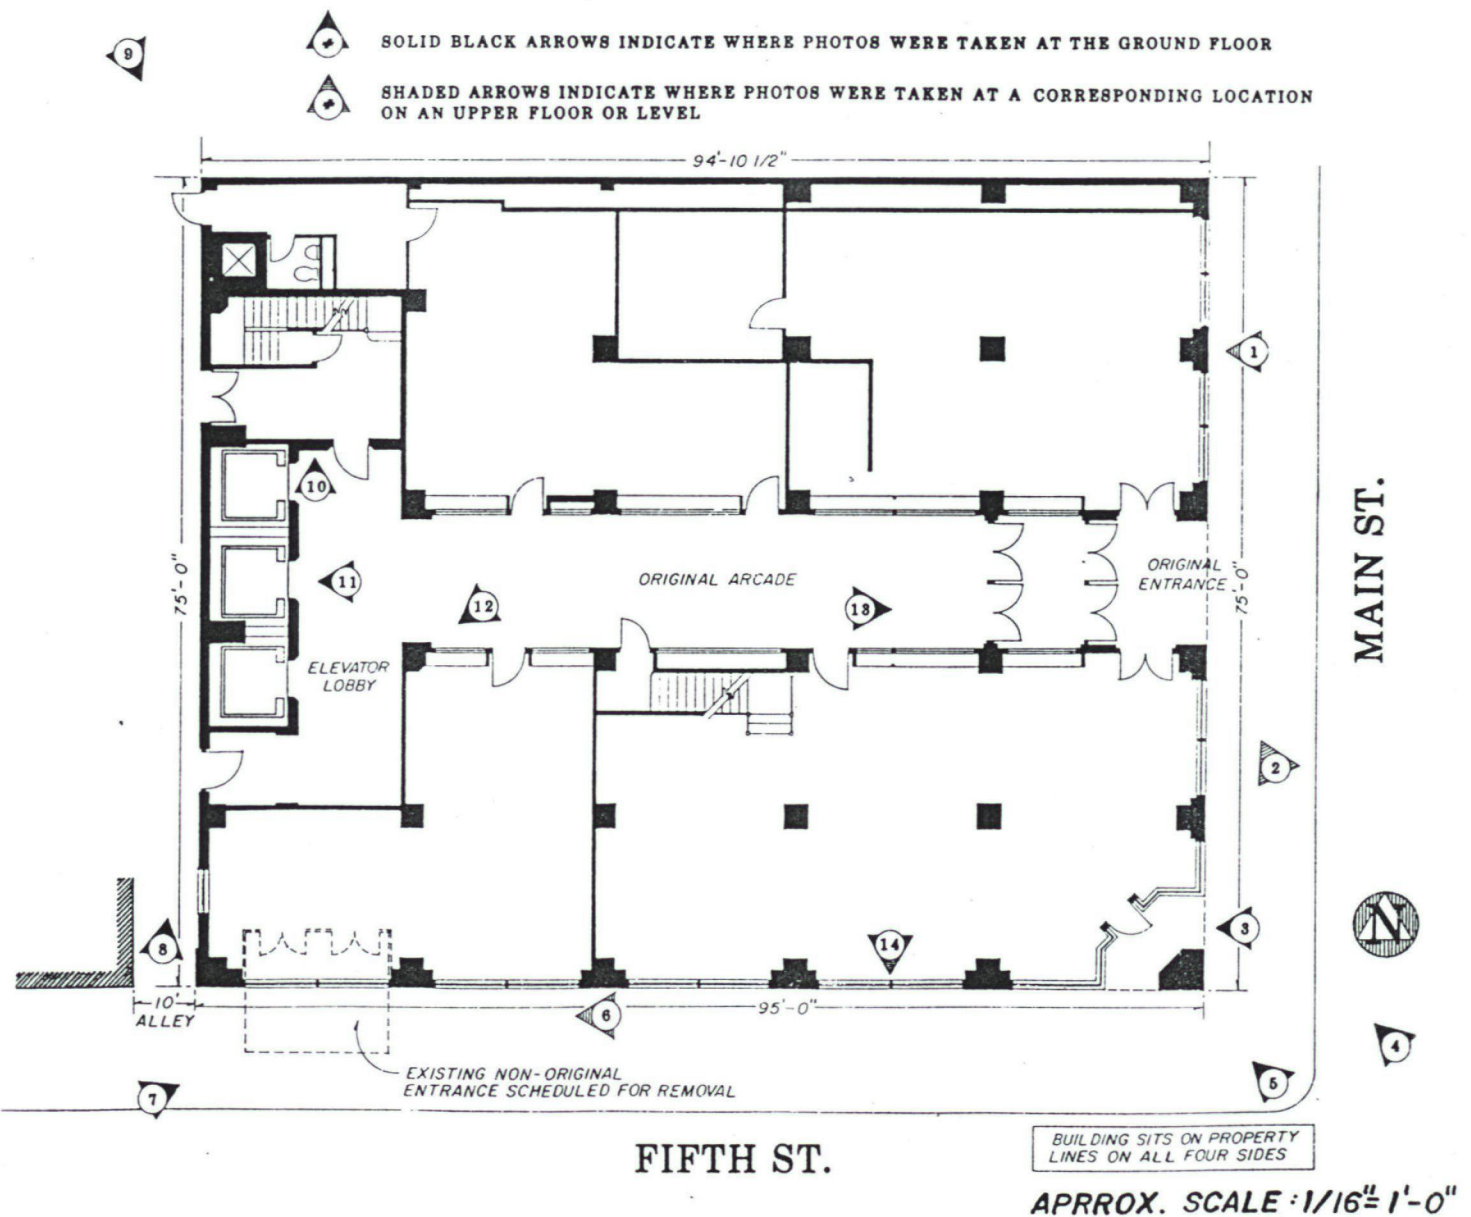 9
SOLID BLACK ARROWS INDICATE WHERE PHOTOS WERE TAKEN AT THE GROUND FLOOR
SHADED ARROWS INDICATE WHERE PHOTOS WERE TAKEN AT A CORRESPONDING LOCATION
ON AN UPPER FLOOR OR LEVEL
94'-10 1/2"
1
10
75'-0"
11
12
ORIGINAL ARCADE
13
ORIGINAL
ENTRANCE
75'-0"
MAIN ST.
ELEVATOR
LOBBY
2
8
14
3
N
10'
ALLEY
6
95'-0"
4
EXISTING NON-ORIGINAL
ENTRANCE SCHEDULED FOR REMOVAL
7
5
FIFTH ST.
BUILDING SITS ON PROPERTY
LINES ON ALL FOUR SIDES
APRROX. SCALE : 1/16"= 1'-0"